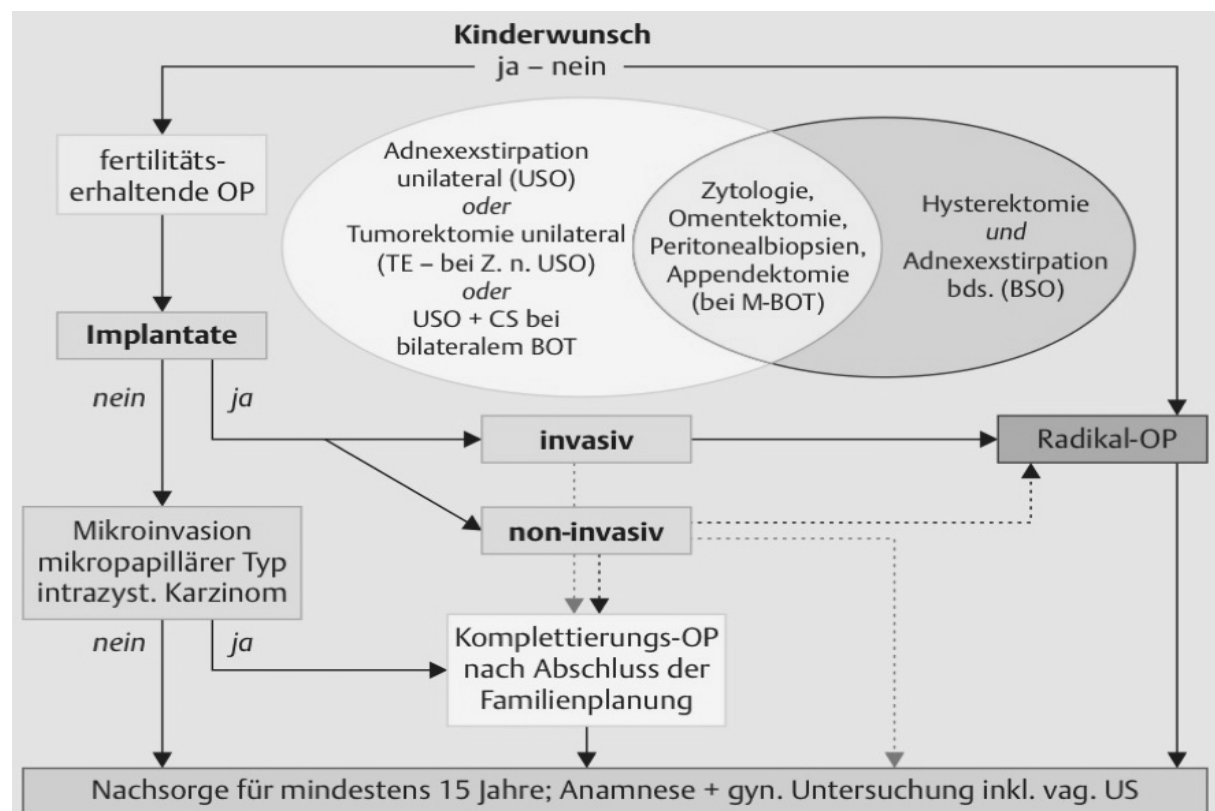 Kinderwunsch
ja – nein
fertilitäts-
erhaltende OP
Adnexexstirpation
unilateral (USO)
oder
Tumorektomie unilateral
(TE – bei Z. n. USO)
oder
USO + CS bei
bilateralem BOT
Zytologie,
Omentektomie,
Peritonealbiopsien,
Appendektomie
(bei M-BOT)
Hysterektomie
und
Adnexexstirpation
bds. (BSO)
Implantate
nein
ja
invasiv
Radikal-OP
non-invasiv
Mikroinvasion
mikropapillärer Typ
intrazyst. Karzinom
nein
ja
Komplettierungs-OP
nach Abschluss der
Familienplanung
Nachsorge für mindestens 15 Jahre; Anamnese + gyn. Untersuchung inkl. vag. US